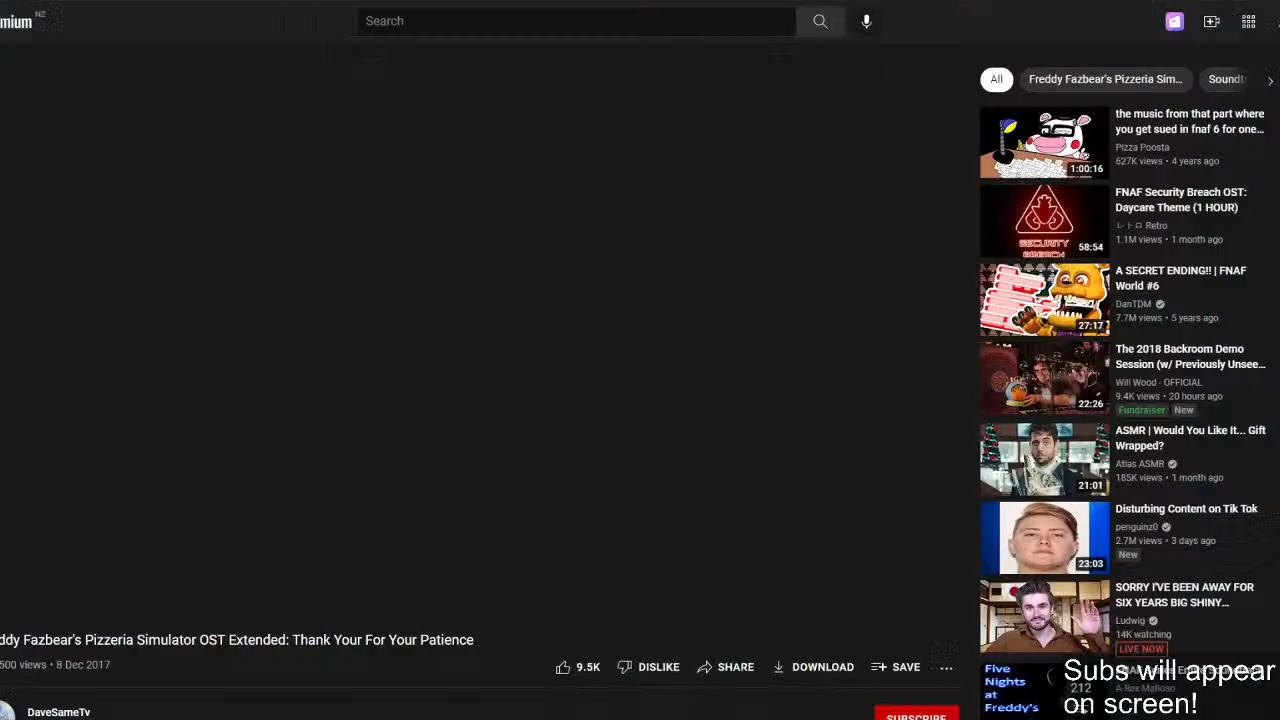 mium NZ
Search
All
Freddy Fazbear's Pizzeria Sim...
Soundt
the music from that part where
you get sued in fnaf 6 for one...
Pizza Poosta
627K views • 4 years ago
1:00:16
FNAF Security Breach OST:
Daycare Theme (1 HOUR)
レトロ Retro
1.1M views • 1 month ago
SECURITY
BREACH
58:54
A SECRET ENDING!! | FNAF
World #6
DanTDM
7.7M views • 5 years ago
27:17
The 2018 Backroom Demo
Session (w/ Previously Unsee...
Will Wood - OFFICIAL
9.4K views • 20 hours ago
Fundraiser New
22:26
ASMR | Would You Like It... Gift
Wrapped?
Atlas ASMR
185K views • 1 month ago
21:01
Disturbing Content on Tik Tok
penguinz0
2.7M views • 3 days ago
New
23:03
SORRY I'VE BEEN AWAY FOR
SIX YEARS BIG SHINY...
Ludwig
14K watching
LIVE NOW
ddy Fazbear's Pizzeria Simulator OST Extended: Thank Your For Your Patience
500 views • 8 Dec 2017
9.5K
DISLIKE
SHARE
DOWNLOAD
SAVE
DaveSameTv
SUBSCRIBE
Five
Nights
at
Freddy's
212
Subs will appear
on screen!